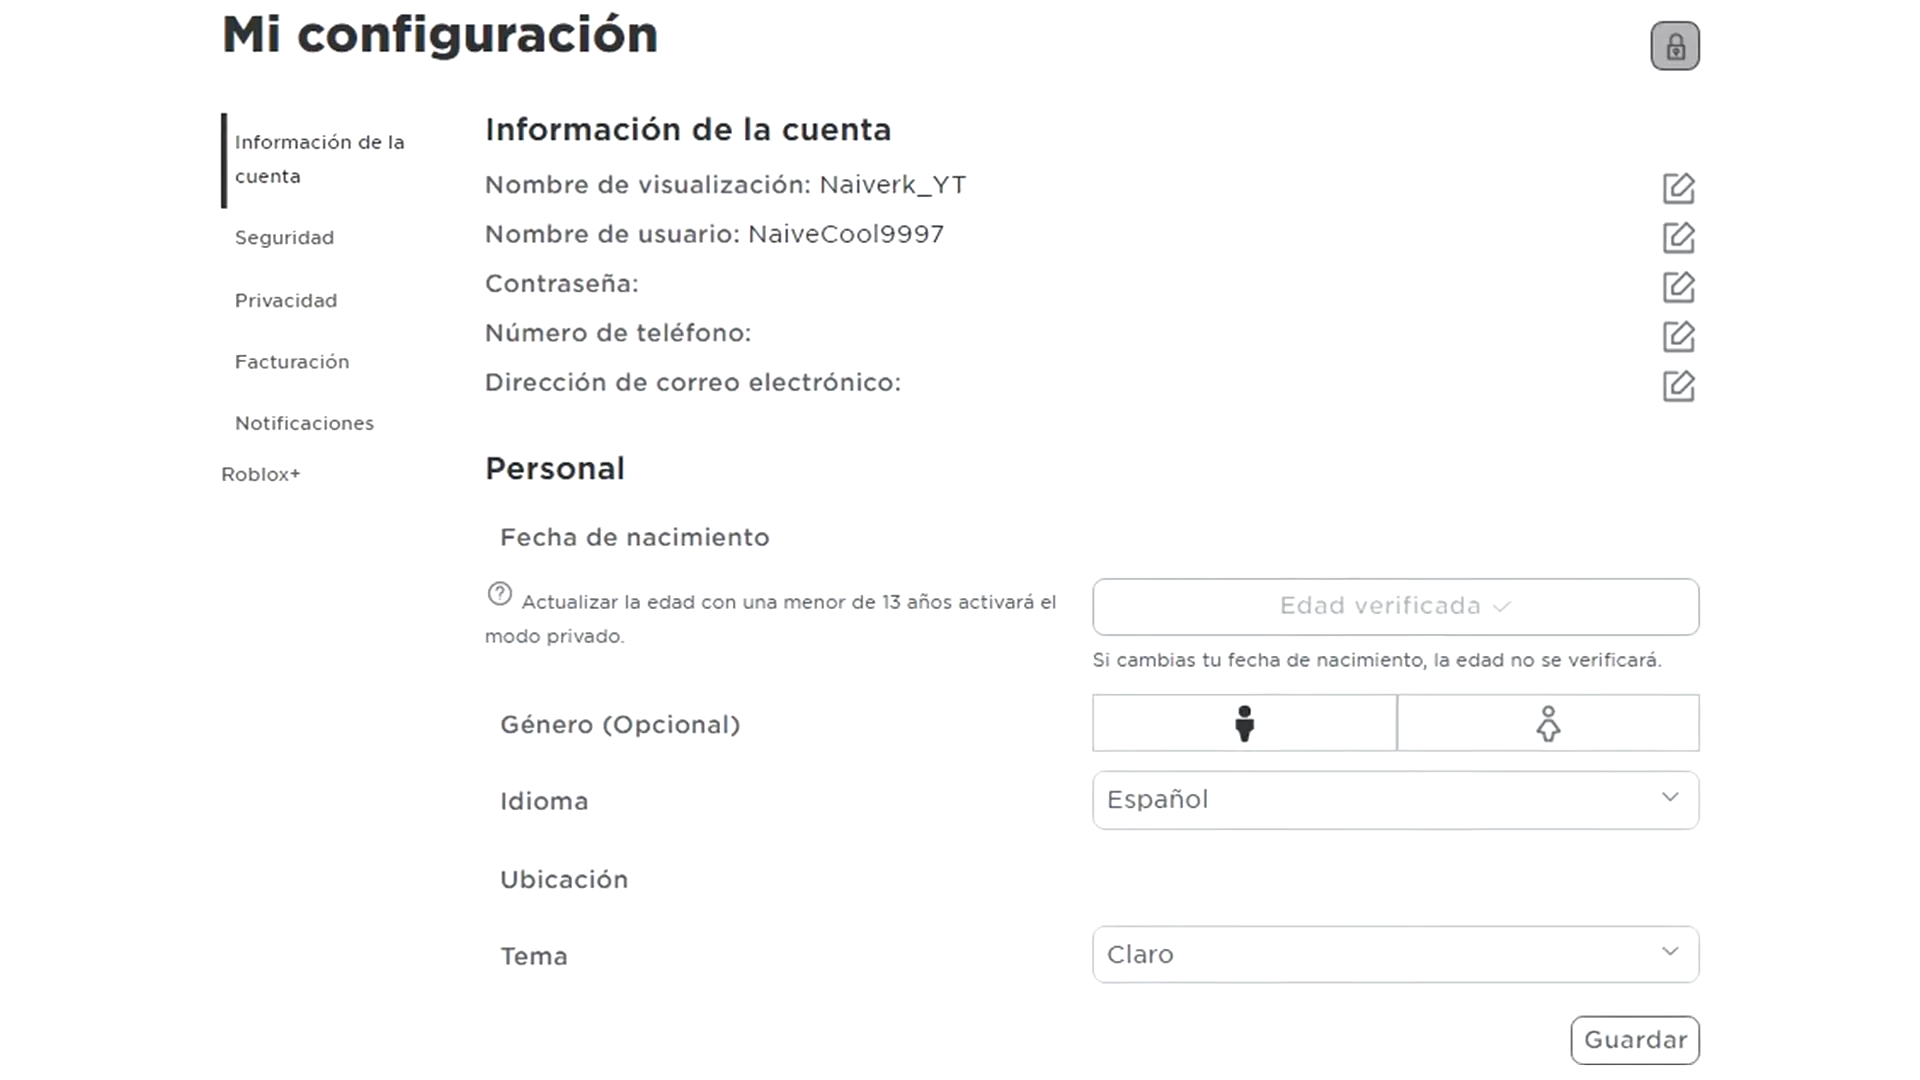 Mi configuración
Información de la
cuenta
Seguridad
Privacidad
Facturación
Notificaciones
Roblox+
Información de la cuenta
Nombre de visualización: Naiverk_YT
Nombre de usuario: NaiveCool9997
Contraseña:
Número de teléfono:
Dirección de correo electrónico:
Personal
Fecha de nacimiento
Actualizar la edad con una menor de 13 años activará el
modo privado.
Edad verificada
Si cambias tu fecha de nacimiento, la edad no se verificará.
Género (Opcional)
Idioma
Español
Ubicación
Tema
Claro
Guardar